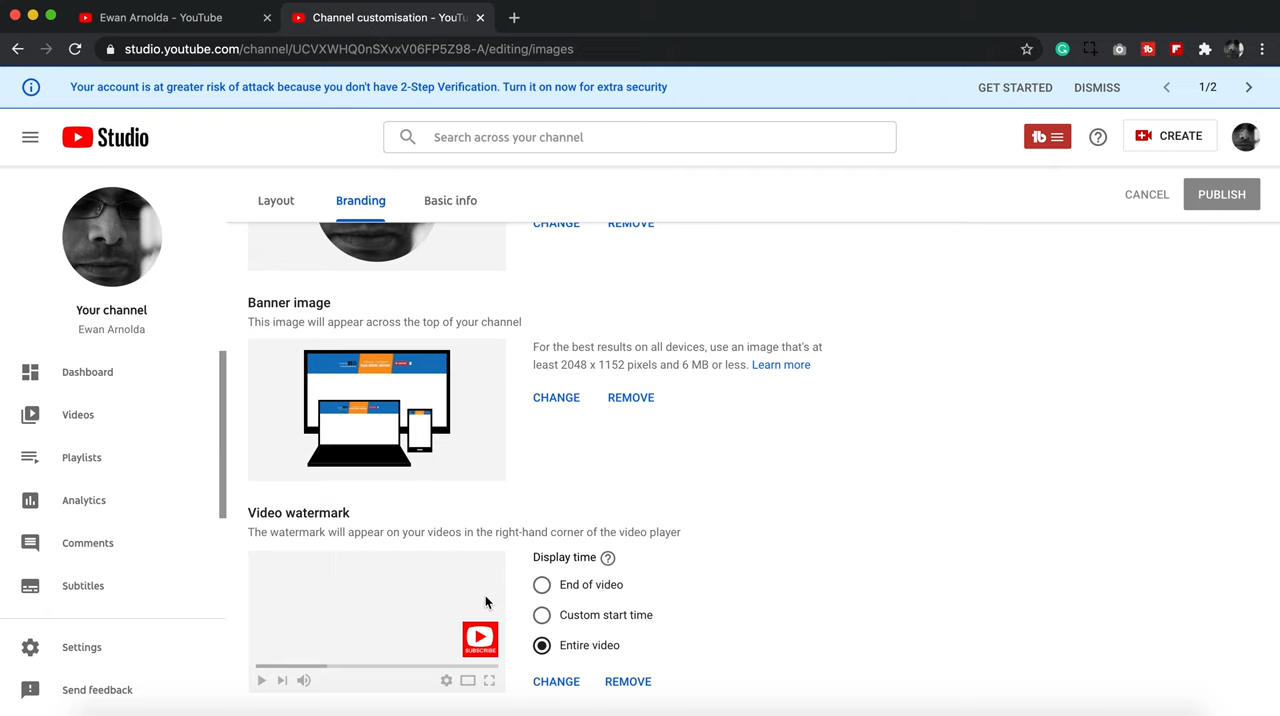 Ewan Arnolda - YouTube
Channel customisation - YouTu
studio.youtube.com/channel/UCVXWHQ0nSXvxV06FP5Z98-A/editing/images
Your account is at greater risk of attack because you don't have 2-Step Verification. Turn it on now for extra security
GET STARTED
DISMISS
1/2
Studio
Search across your channel
tb
CREATE
Layout
Branding
Basic info
CANCEL
PUBLISH
CHANGE
REMOVE
Your channel
Ewan Arnolda
Dashboard
Videos
Playlists
Analytics
Comments
Subtitles
Settings
Send feedback
Banner image
This image will appear across the top of your channel
For the best results on all devices, use an image that's at
least 2048 x 1152 pixels and 6 MB or less. Learn more
CHANGE
REMOVE
Video watermark
The watermark will appear on your videos in the right-hand corner of the video player
SUBSCRIBE
Display time
End of video
Custom start time
Entire video
CHANGE
REMOVE